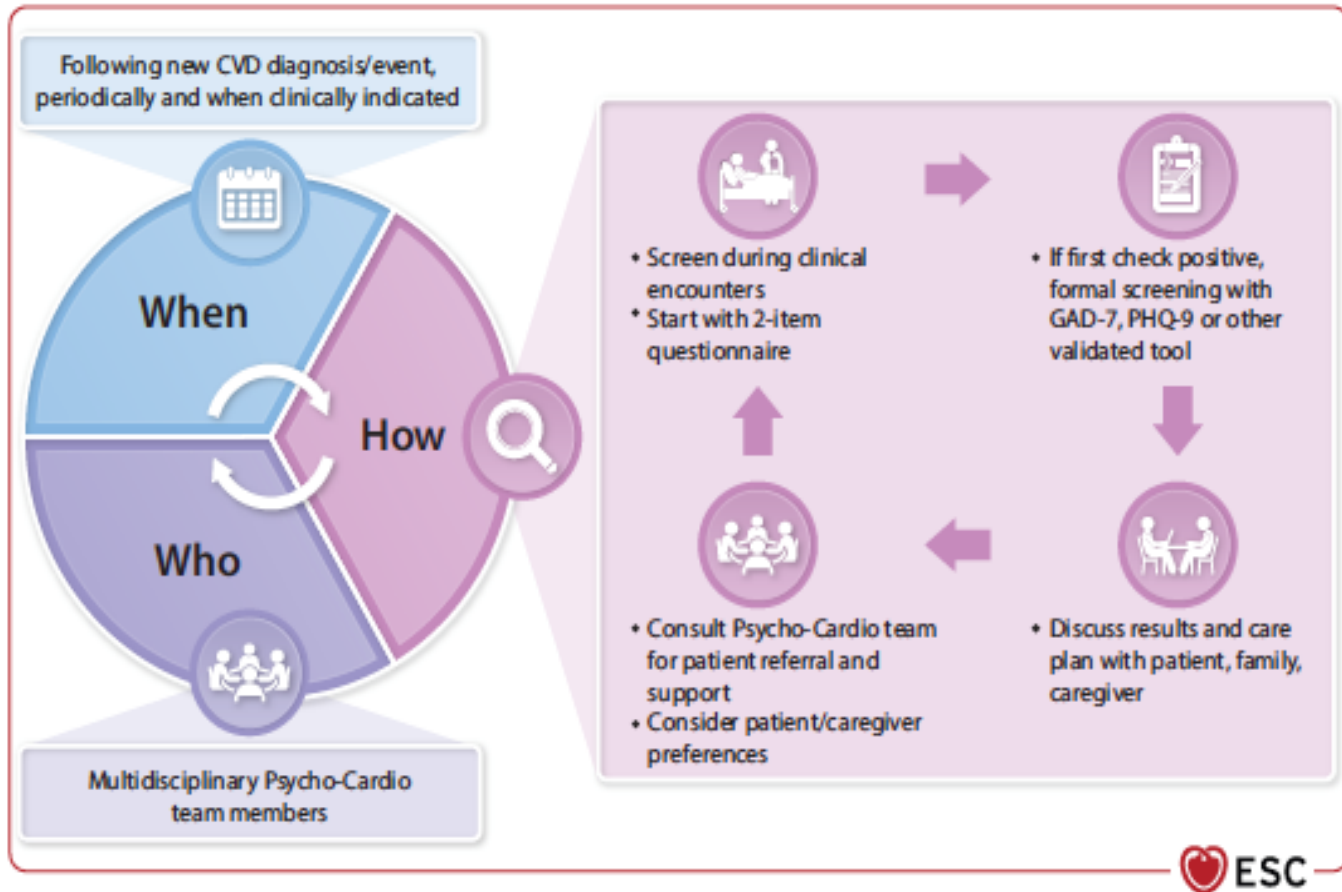 Following new CVD diagnosis/event,
periodically and when clinically indicated
When
How
Who
Multidisciplinary Psycho-Cardio
team members
• Screen during clinical
encounters
• Start with 2-item
questionnaire
• If first check positive,
formal screening with
GAD-7, PHQ-9 or other
validated tool
• Consult Psycho-Cardio team
for patient referral and
support
• Consider patient/caregiver
preferences
• Discuss results and care
plan with patient, family,
caregiver
ESC